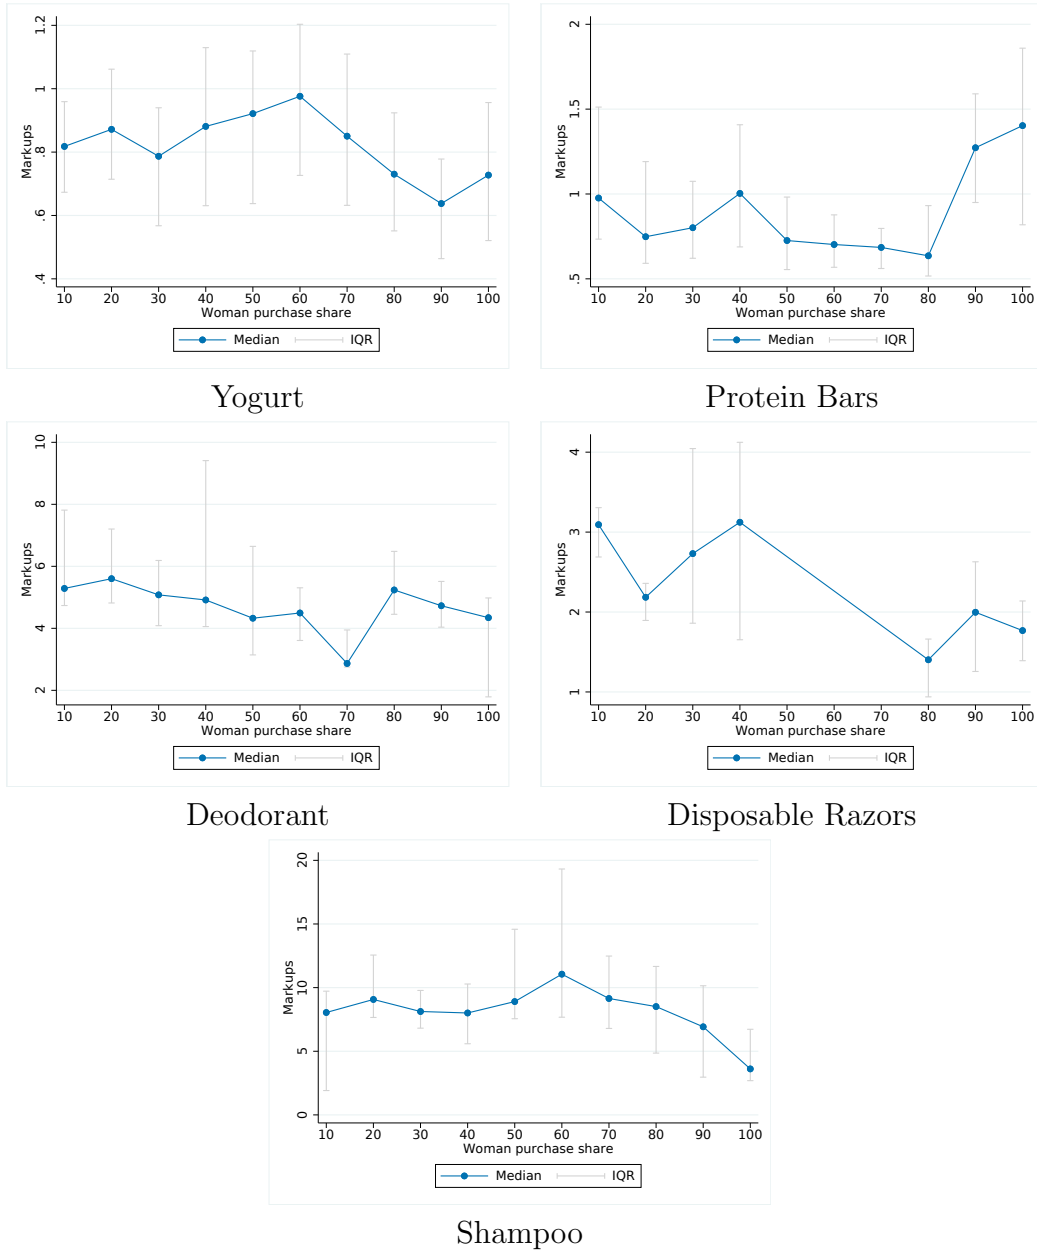 1.2
1
.8
.6
.4
Markups
10 20 30 40 50 60 70 80 90 100
Woman purchase share
Median IQR
Yogurt
2
1.5
1
.5
Markups
10 20 30 40 50 60 70 80 90 100
Woman purchase share
Median IQR
Protein Bars
10
8
6
4
2
Markups
10 20 30 40 50 60 70 80 90 100
Woman purchase share
Median IQR
Deodorant
4
3
2
1
Markups
10 20 30 40 50 60 70 80 90 100
Woman purchase share
Median IQR
Disposable Razors
20
15
10
5
0
Markups
10 20 30 40 50 60 70 80 90 100
Woman purchase share
Median IQR
Shampoo